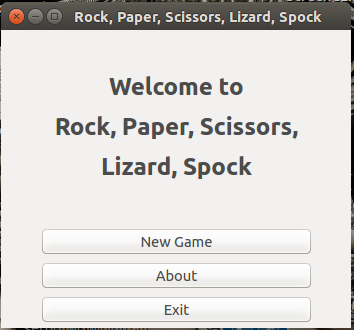 Rock, Paper, Scissors, Lizard, Spock
Welcome to
Rock, Paper, Scissors,
Lizard, Spock
New Game
About
Exit